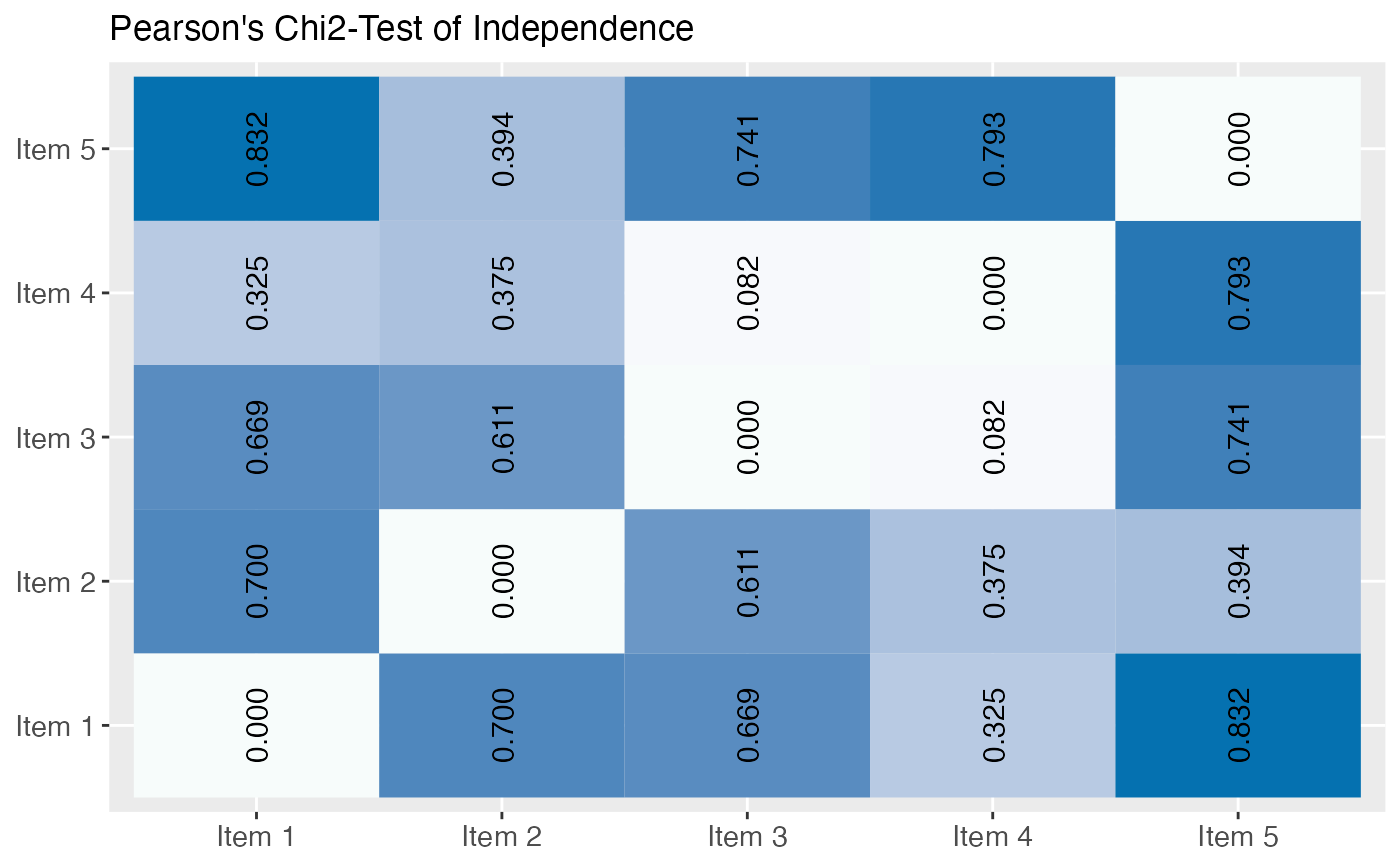 Pearson's Chi2-Test of Independence
Item 5 0.832 0.394 0.741 0.793 0.000
Item 4 0.325 0.375 0.082 0.000 0.793
Item 3 0.669 0.611 0.000 0.082 0.741
Item 2 0.700 0.000 0.611 0.375 0.394
Item 1 0.000 0.700 0.669 0.325 0.832
Item 1 Item 2 Item 3 Item 4 Item 5